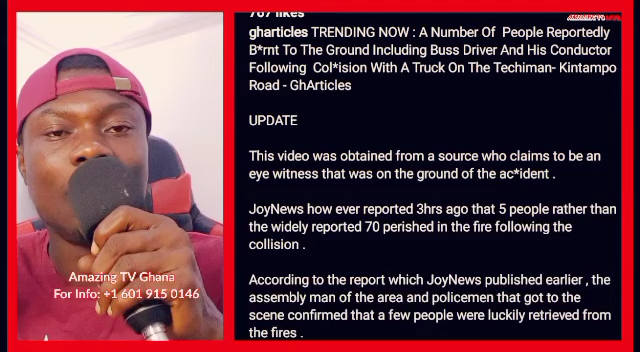 767 likes
AMAZING TV
gharticles TRENDING NOW : A Number Of People Reportedly
B*rnt To The Ground Including Buss Driver And His Conductor
Following Col*ision With A Truck On The Techiman- Kintampo
Road - GhArticles
UPDATE
This video was obtained from a source who claims to be an
eye witness that was on the ground of the ac*ident .
JoyNews how ever reported 3hrs ago that 5 people rather than
the widely reported 70 perished in the fire following the
collision .
According to the report which JoyNews published earlier , the
assembly man of the area and policemen that got to the
scene confirmed that a few people were luckily retrieved from
the fires .
Amazing TV Ghana
For Info: +1 601 915 0146